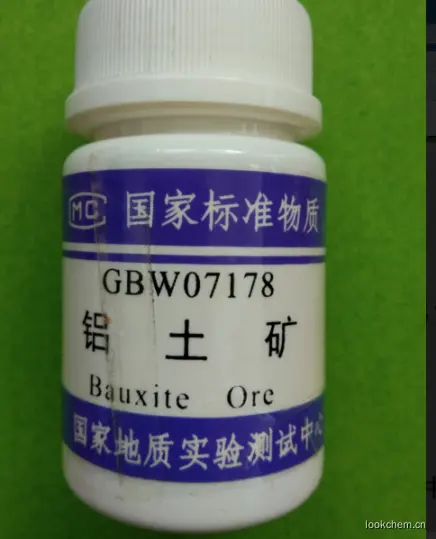 MC 国家标准物质
GBW07178
铝土矿
Bauxite Ore
国家地质实验测试中心
lookchem.cn